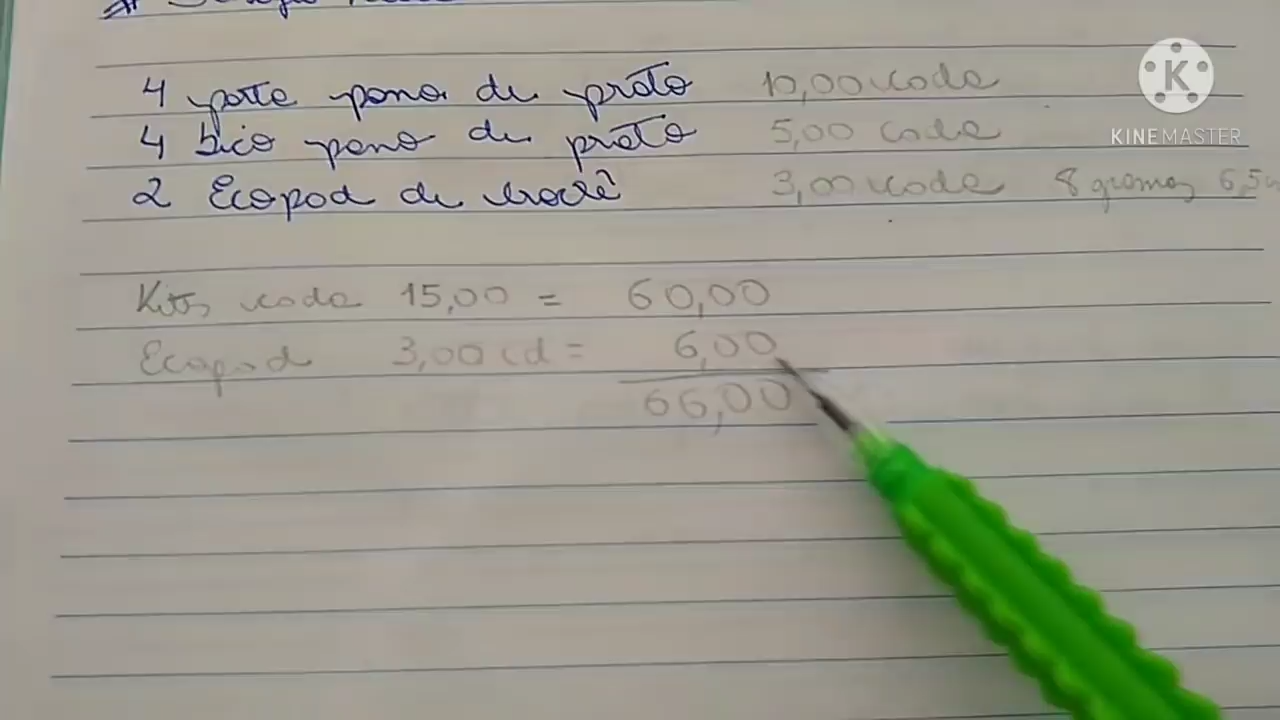 4 porta pano de prato 10,00 cada
4 bico pano de prato 5,00 cada
2 Ecopad de crochê 3,00 cada 8 gramas 6,5
Kits cada 15,00 = 60,00
Ecopad 3,00 cd = 6,00
66,00
KINEMASTER